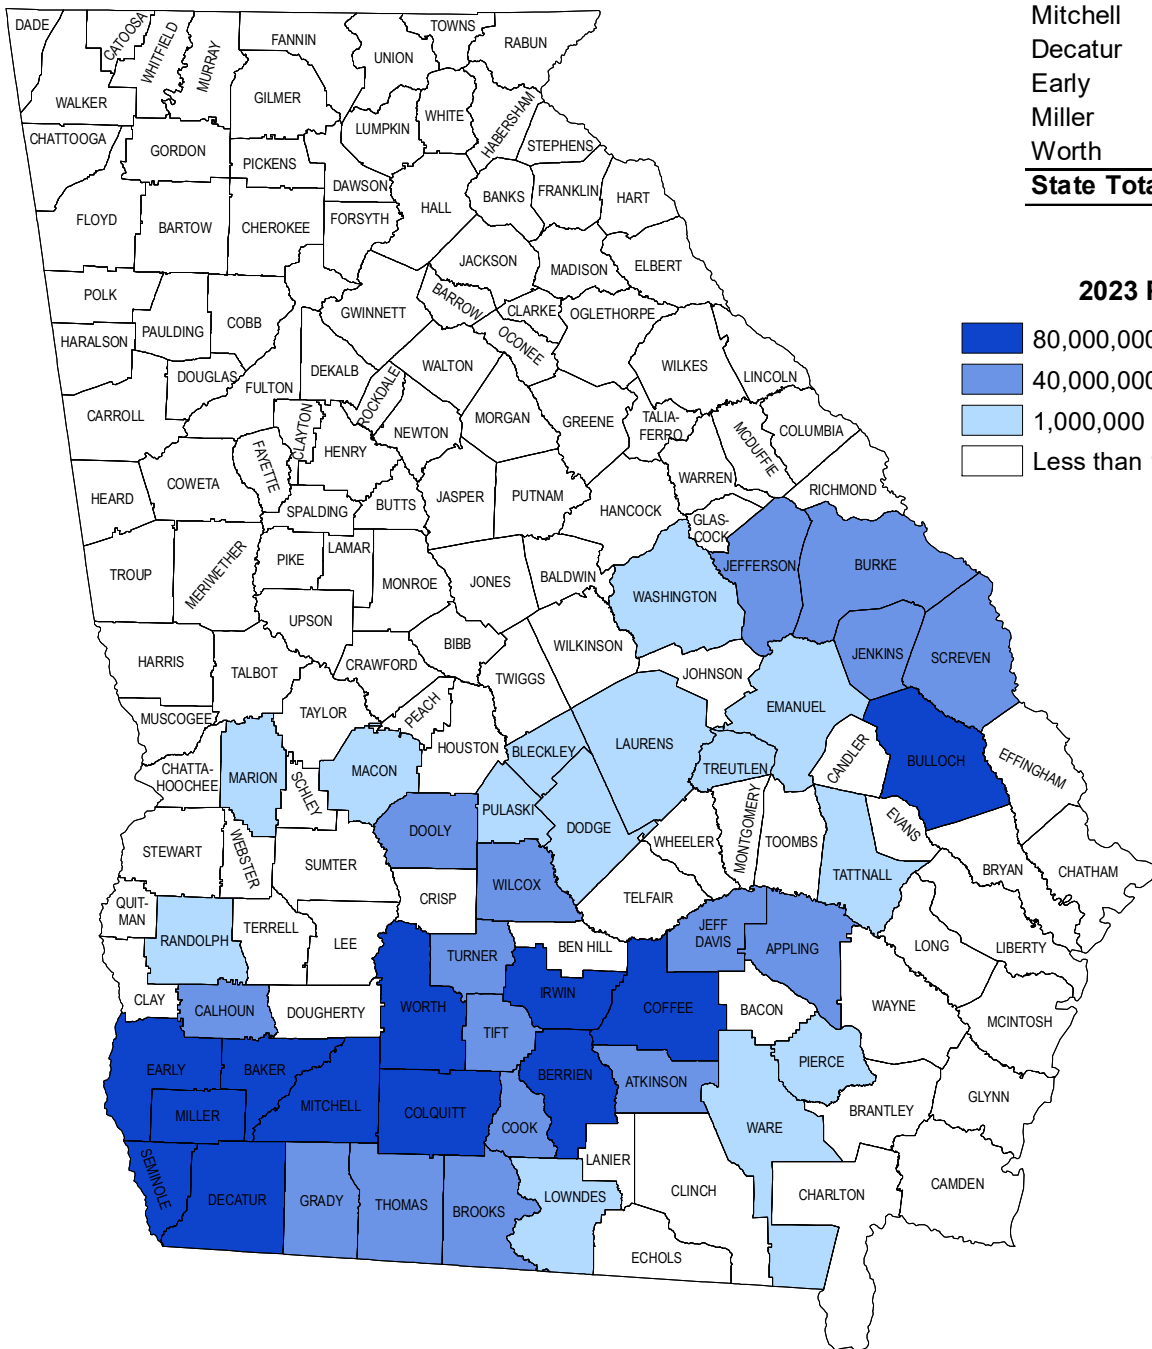 Mitchell
Decatur
Early
Miller
Worth
State Tota
2023 P
80,000,000
40,000,000
1,000,000
Less than
DADE
CATOOSA
WHITFIELD
MURRAY
FANNIN
UNION
TOWNS
RABUN
WALKER
GILMER
LUMPKIN
WHITE
HABERSHAM
STEPHENS
CHATTOOGA
GORDON
PICKENS
DAWSON
HALL
BANKS
FRANKLIN
HART
FLOYD
BARTOW
CHEROKEE
FORSYTH
JACKSON
MADISON
ELBERT
POLK
PAULDING
COBB
GWINNETT
BARROW
CLARKE
OCONEE
OGLETHORPE
HARALSON
DOUGLAS
FULTON
DEKALB
ROCKDALE
WALTON
WILKES
LINCOLN
CARROLL
CLAYTON
HENRY
NEWTON
MORGAN
GREENE
TALIA-
FERRO
MCDUFFIE
COLUMBIA
HEARD
COWETA
FAYETTE
SPALDING
BUTTS
JASPER
PUTNAM
HANCOCK
WARREN
GLAS-
COCK
RICHMOND
TROUP
MERIWETHER
PIKE
LAMAR
MONROE
JONES
BALDWIN
WASHINGTON
JEFFERSON
BURKE
UPSON
HARRIS
TALBOT
CRAWFORD
BIBB
TWIGGS
WILKINSON
JOHNSON
JENKINS
SCREVEN
MUSCOGEE
TAYLOR
PEACH
HOUSTON
BLECKLEY
LAURENS
EMANUEL
CHATTA-
HOOCHEE
MARION
SCHLEY
MACON
PULASKI
DODGE
TREUTLEN
CANDLER
BULLOCH
EFFINGHAM
STEWART
WEBSTER
SUMTER
DOOLY
WILCOX
WHEELER
MONTGOMERY
TOOMBS
TATTNALL
EVANS
BRYAN
CHATHAM
QUIT-
MAN
RANDOLPH
TERRELL
LEE
CRISP
TELFAIR
BEN HILL
JEFF
DAVIS
APPLING
LONG
LIBERTY
CLAY
CALHOUN
DOUGHERTY
WORTH
TURNER
IRWIN
COFFEE
BACON
WAYNE
MCINTOSH
EARLY
BAKER
MITCHELL
TIFT
BERRIEN
ATKINSON
PIERCE
BRANTLEY
GLYNN
MILLER
COLQUITT
COOK
LANIER
WARE
SEMINOLE
DECATUR
GRADY
THOMAS
BROOKS
LOWNDES
CLINCH
CHARLTON
CAMDEN
ECHOLS